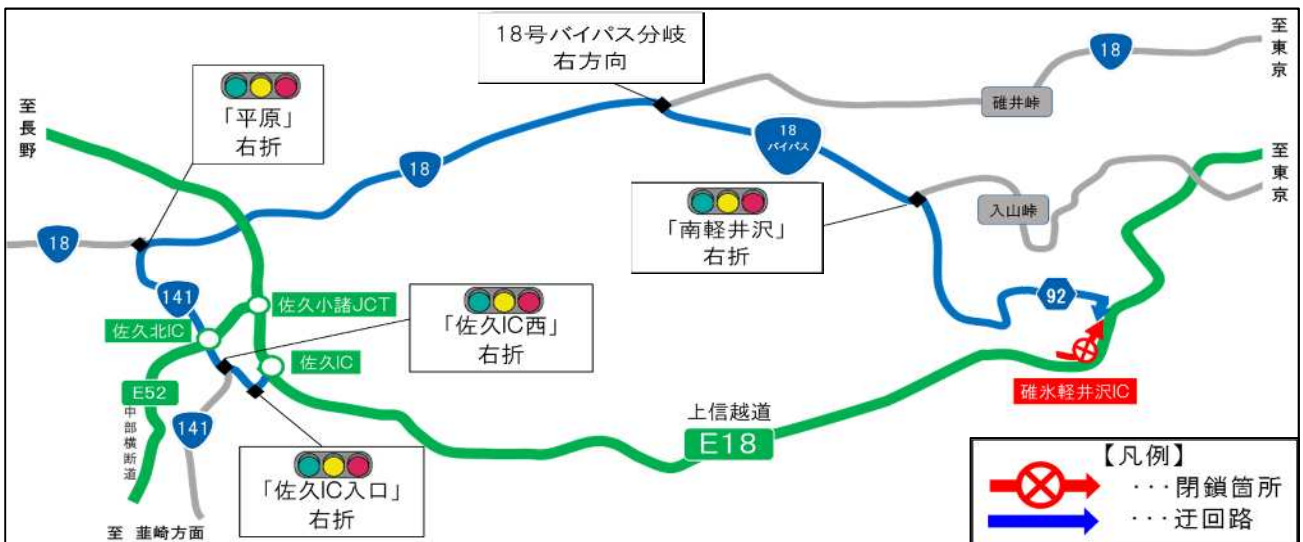 18号バイパス分岐
右方向
至東京
18
碓井峠
「平原」
右折
至長野
18
18
バイパス
至東京
「南軽井沢」
右折
入山峠
18
141
佐久小諸JCT
佐久北IC
「佐久IC西」
右折
佐久IC
92
E52
中部横断道
141
碓氷軽井沢IC
上信越道
E18
「佐久IC入口」
右折
至 韮崎方面
【凡例】
・・・閉鎖箇所
・・・迂回路